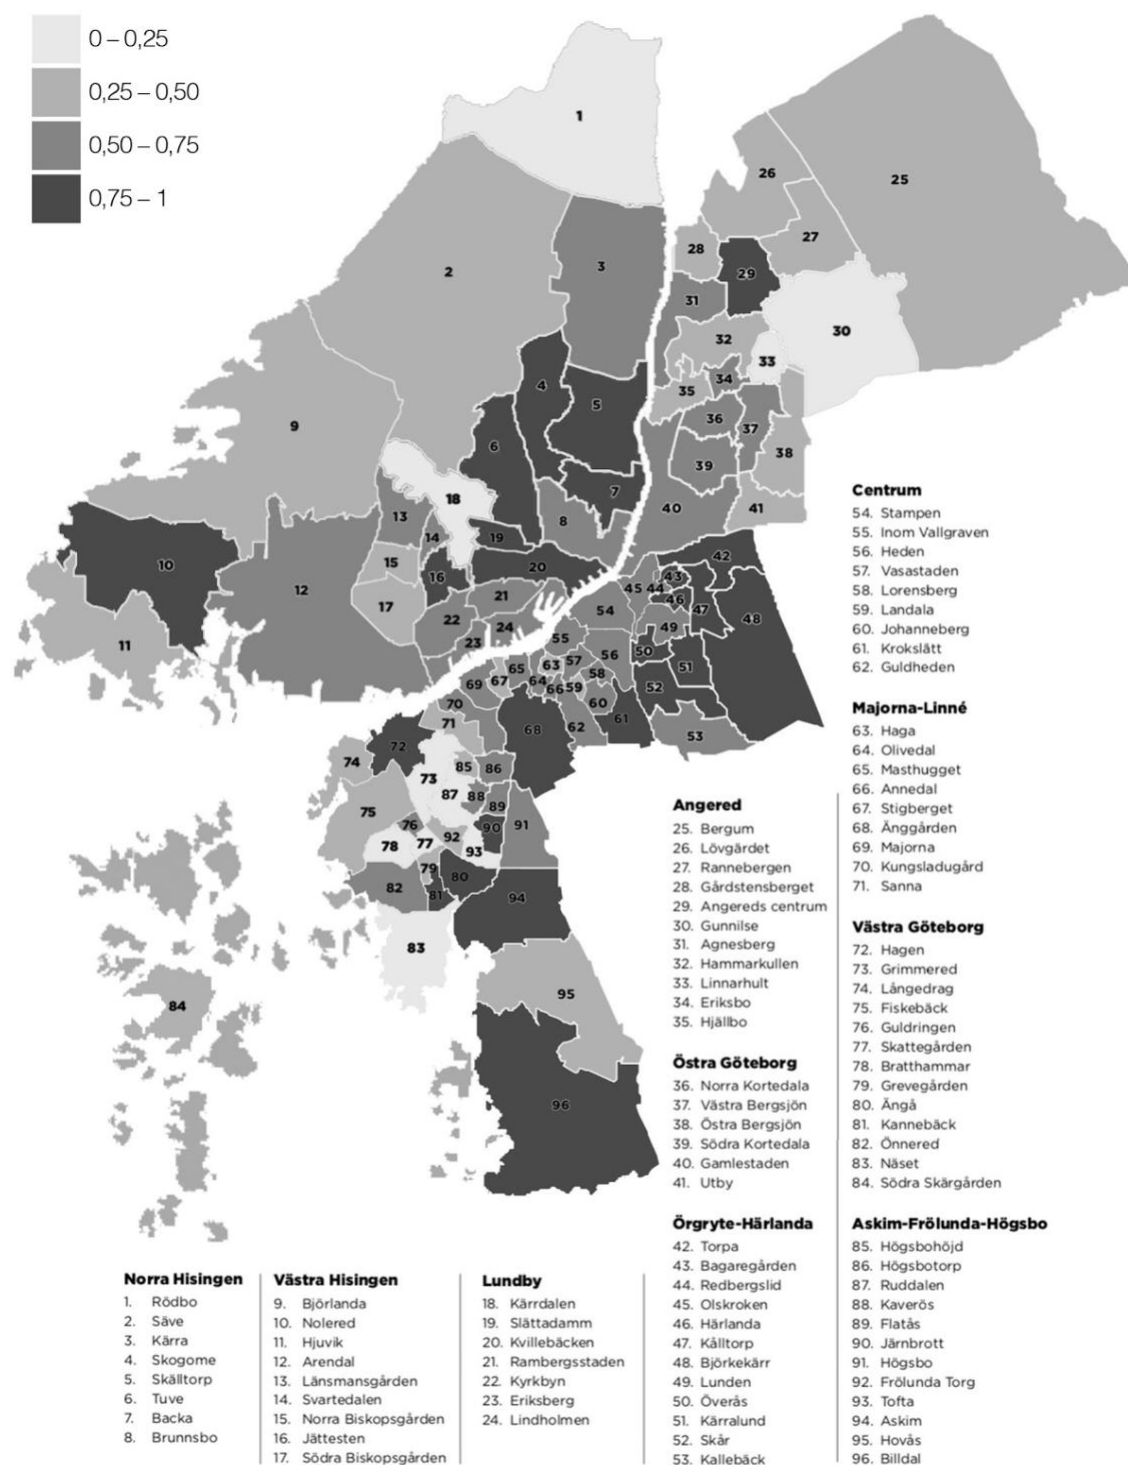 0 – 0,25
0,25 – 0,50
0,50 – 0,75
0,75 – 1
1
2
3
4
5
6
7
8
9
10
11
12
13
14
15
16
17
18
19
20
21
22
23
24
25
26
27
28
29
30
31
32
33
34
35
36
37
38
39
40
41
42
43
44
45
46
47
48
49
50
51
52
53
54
55
56
57
58
59
60
61
62
63
64
65
66
67
68
69
70
71
72
73
74
75
76
77
78
79
80
81
82
83
84
85
86
87
88
89
90
91
92
93
94
95
96
Centrum
54. Stampen
55. Inom Vallgraven
56. Heden
57. Vasastaden
58. Lorensberg
59. Landala
60. Johanneberg
61. Krokslätt
62. Guldheden
Majorna-Linné
63. Haga
64. Olivedal
65. Masthugget
66. Annedal
67. Stigberget
68. Änggården
69. Majorna
70. Kungsladugård
71. Sanna
Angered
25. Bergum
26. Lövgärdet
27. Rannebergen
28. Gårdstensberget
29. Angereds centrum
30. Gunnilse
31. Agnesberg
32. Hammarkullen
33. Linnarhult
34. Eriksbo
35. Hjällbo
Östra Göteborg
36. Norra Kortedala
37. Västra Bergsjön
38. Östra Bergsjön
39. Södra Kortedala
40. Gamlestaden
41. Utby
Örgryte-Härlanda
42. Torpa
43. Bagaregården
44. Redbergslid
45. Olskroken
46. Härlanda
47. Kålltorp
48. Björkekärr
49. Lunden
50. Överås
51. Kärralund
52. Skår
53. Kallebäck
Västra Göteborg
72. Hagen
73. Grimmered
74. Långedrag
75. Fiskebäck
76. Guldringen
77. Skattegården
78. Bratthammar
79. Grevegården
80. Ängå
81. Kannebäck
82. Önnered
83. Näset
84. Södra Skärgården
Askim-Frölunda-Högsbo
85. Högsbohöjd
86. Högsbotorp
87. Ruddalen
88. Kaverös
89. Flatås
90. Järnbrott
91. Högsbo
92. Frölunda Torg
93. Tofta
94. Askim
95. Hovås
96. Billdal
Norra Hisingen
1. Rödbo
2. Säve
3. Kärra
4. Skogome
5. Skälltorp
6. Tuve
7. Backa
8. Brunnsbo
Västra Hisingen
9. Björlanda
10. Nolered
11. Hjuvik
12. Arendal
13. Länsmansgården
14. Svartedalen
15. Norra Biskopsgården
16. Jättesten
17. Södra Biskopsgården
Lundby
18. Kärrdalen
19. Slättadamm
20. Kvillebäcken
21. Rambergsstaden
22. Kyrkbyn
23. Eriksberg
24. Lindholmen